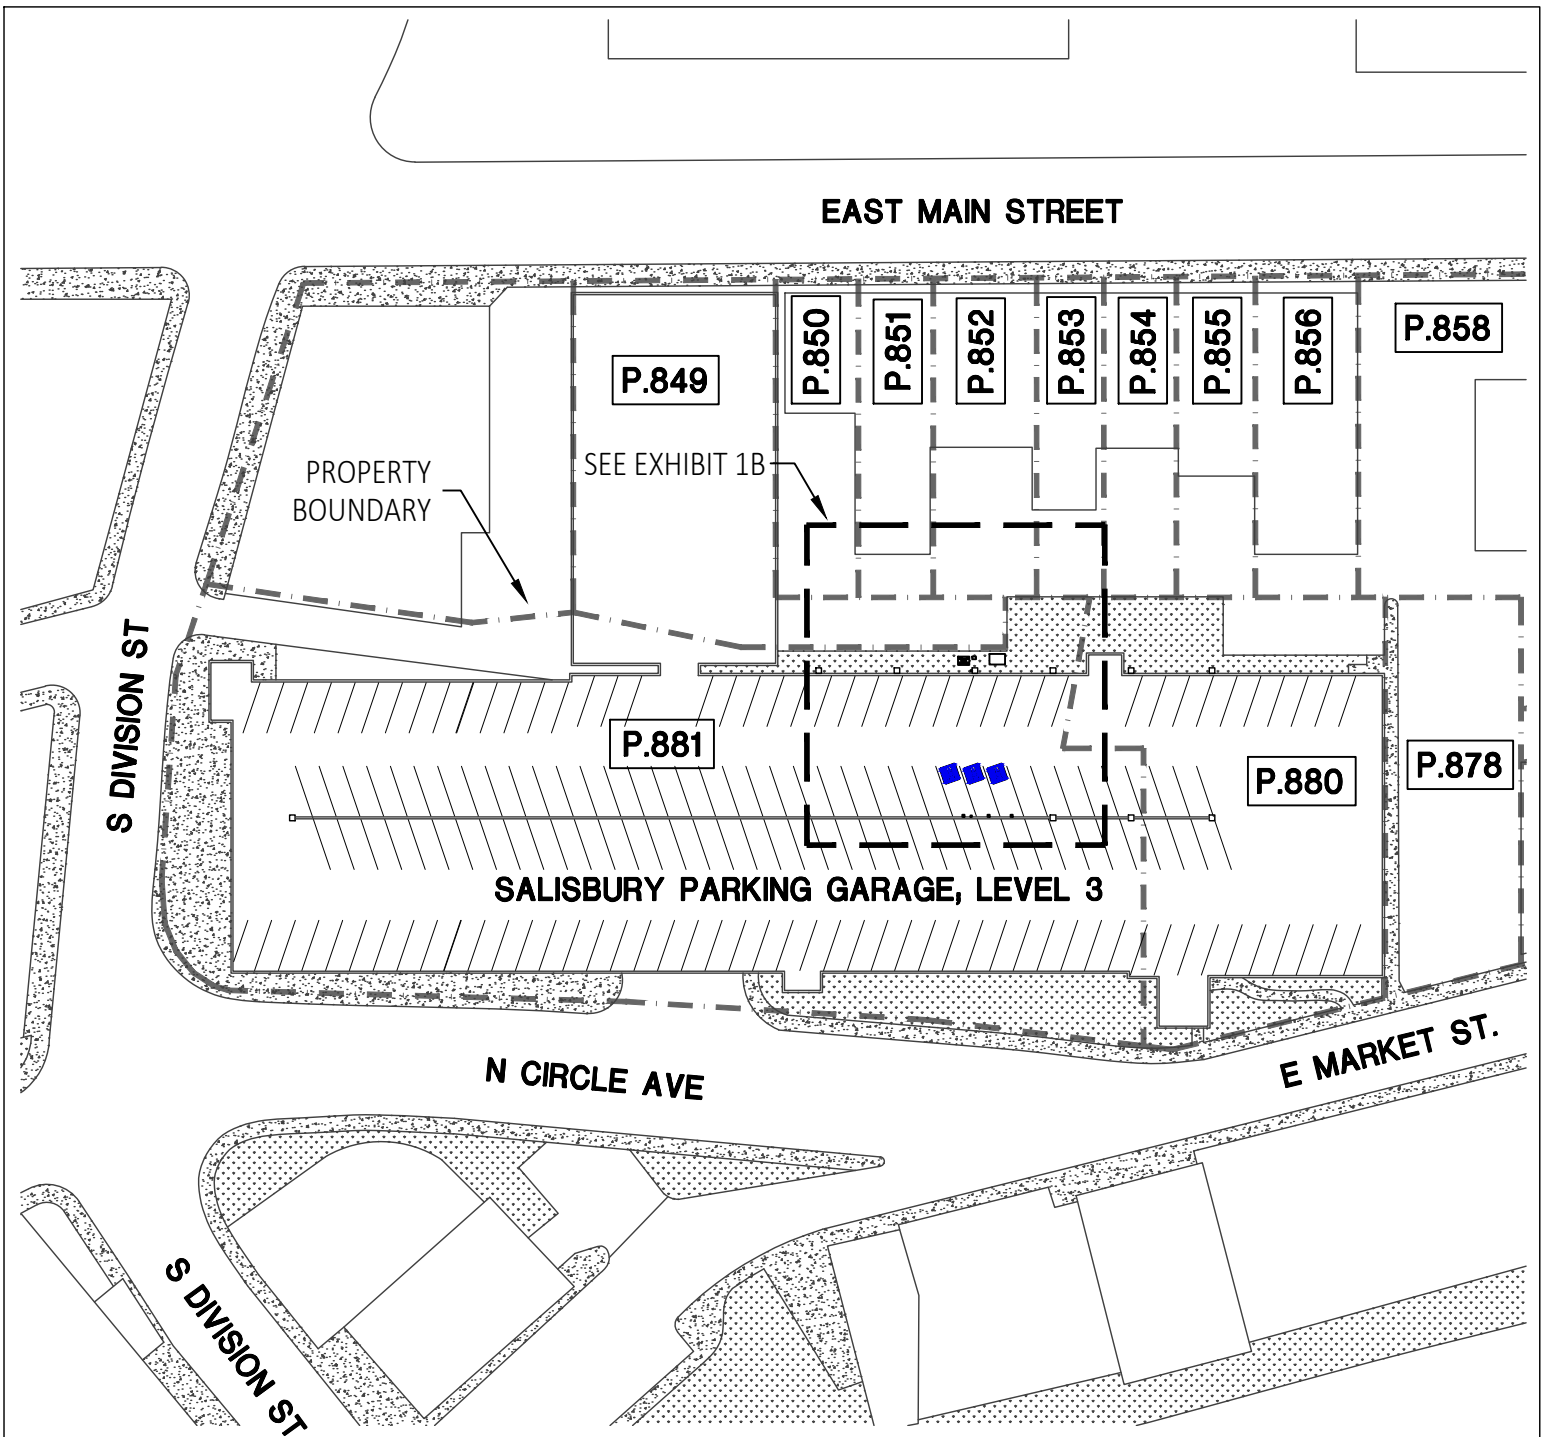 EAST MAIN STREET
P.849
P.850
P.851
P.852
P.853
P.854
P.855
P.856
P.858
PROPERTY
BOUNDARY
SEE EXHIBIT 1B
S DIVISION ST
P.881
P.880
P.878
SALISBURY PARKING GARAGE, LEVEL 3
N CIRCLE AVE
E MARKET ST.
S DIVISION ST